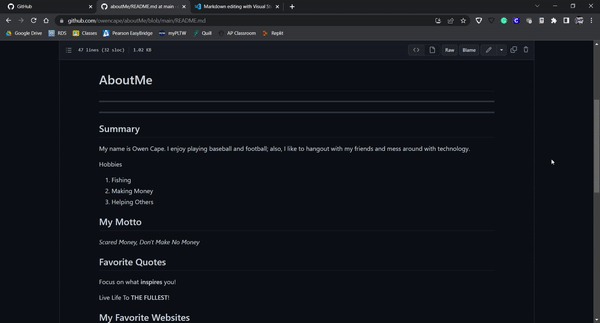 GitHub
aboutMe/README.md at main ·
Markdown editing with Visual St
github.com/owencape/aboutMe/blob/main/README.md
Google Drive RDS Classes Pearson EasyBridge myPLTW Quill AP Classroom Replit
47 lines (32 sloc) 1.03 KB
Raw Blame
AboutMe
Summary
My name is Owen Cape. I enjoy playing baseball and football; also, I like to hangout with my friends and mess around with technology.
Hobbies
1. Fishing
2. Making Money
3. Helping Others
My Motto
Scared Money, Don't Make No Money
Favorite Quotes
Focus on what inspires you!
Live Life To THE FULLEST!
My Favorite Websites